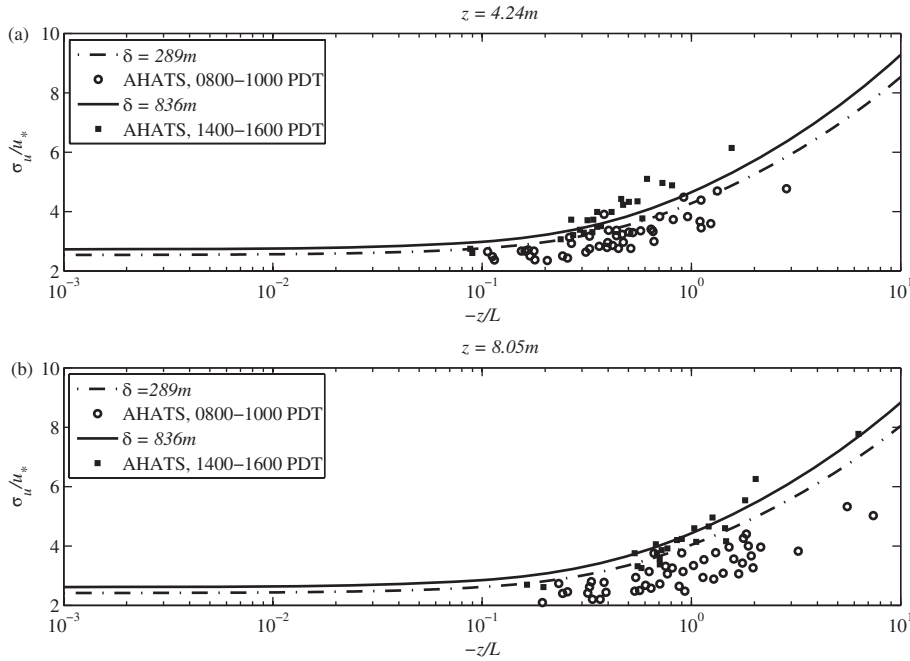 z = 4.24m
(a)
δ = 289m
AHATS, 0800−1000 PDT
δ = 836m
AHATS, 1400−1600 PDT
10
8
6
4
2
σu/u*
10−3
10−2
10−1
100
101
−z/L
z = 8.05m
(b)
δ =289m
AHATS, 0800−1000 PDT
δ = 836m
AHATS, 1400−1600 PDT
10
8
6
4
2
σu/u*
10−3
10−2
10−1
100
101
−z/L